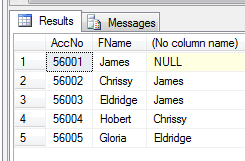 Results Messages
AccNo FName (No column name)
1 56001 James NULL
2 56002 Chrissy James
3 56003 Eldridge James
4 56004 Hobert Chrissy
5 56005 Gloria Eldridge